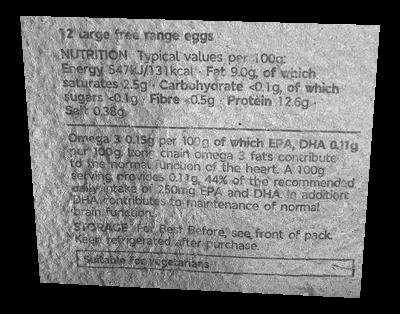 12 large free range eggs
NUTRITION Typical values per 100g:
Energy 547kJ/131kcal · Fat 9.0g, of which
saturates 2.5g · Carbohydrate <0.1g, of which
sugars <0.1g · Fibre <0.5g · Protein 12.6g ·
Salt 0.38g.
Omega 3 0.15g per 100g of which EPA, DHA 0.11g
per 100g, long chain omega 3 fats contribute
to the normal function of the heart. A 100g
serving provides 0.11g, 44% of the recommended
daily intake of 250mg EPA and DHA. In addition
DHA contributes to maintenance of normal
brain function.
STORAGE For Best Before, see front of pack.
Keep refrigerated after purchase.
Suitable for vegetarians